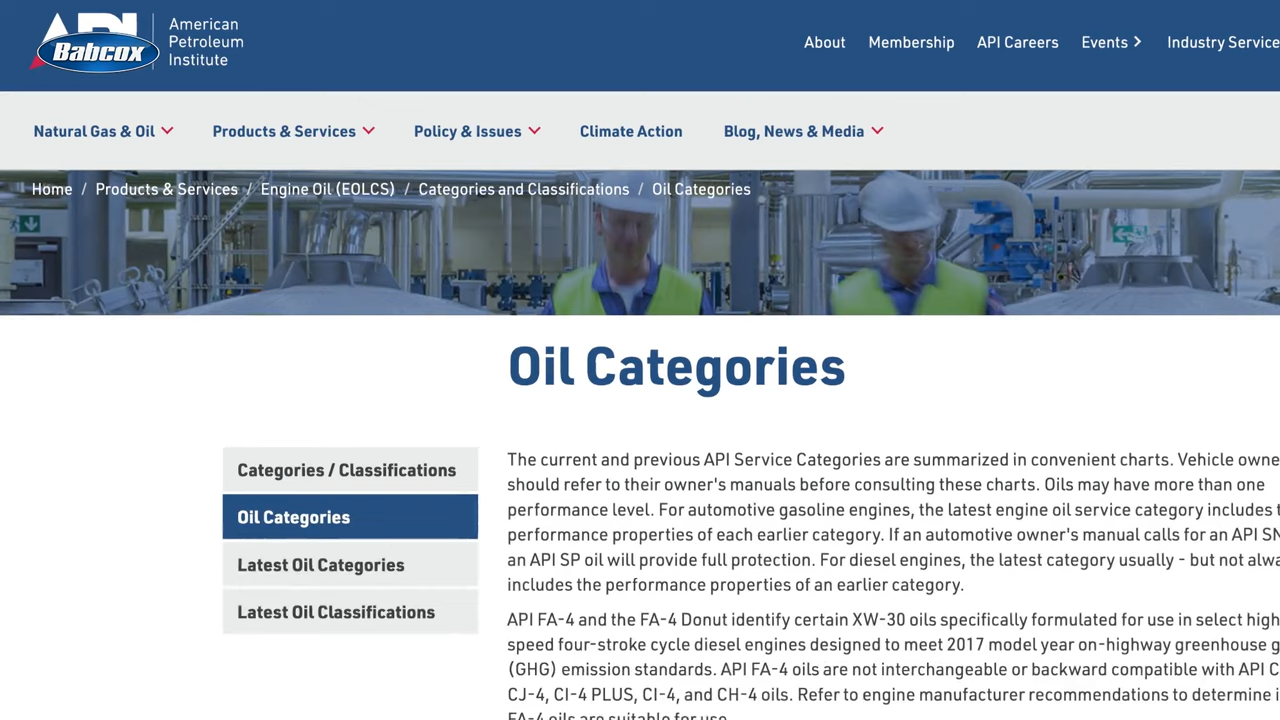 American
Petroleum
Institute
Babcox
About Membership API Careers Events Industry Service
Natural Gas & Oil Products & Services Policy & Issues Climate Action Blog, News & Media
Home / Products & Services / Engine Oil (EOLCS) / Categories and Classifications / Oil Categories
Oil Categories
Categories / Classifications
Oil Categories
Latest Oil Categories
Latest Oil Classifications
The current and previous API Service Categories are summarized in convenient charts. Vehicle owne
should refer to their owner's manuals before consulting these charts. Oils may have more than one
performance level. For automotive gasoline engines, the latest engine oil service category includes t
performance properties of each earlier category. If an automotive owner's manual calls for an API SN
an API SP oil will provide full protection. For diesel engines, the latest category usually - but not alwa
includes the performance properties of an earlier category.
API FA-4 and the FA-4 Donut identify certain XW-30 oils specifically formulated for use in select high
speed four-stroke cycle diesel engines designed to meet 2017 model year on-highway greenhouse g
(GHG) emission standards. API FA-4 oils are not interchangeable or backward compatible with API C
CJ-4, CI-4 PLUS, CI-4, and CH-4 oils. Refer to engine manufacturer recommendations to determine i
FA-4 oils are suitable for use.